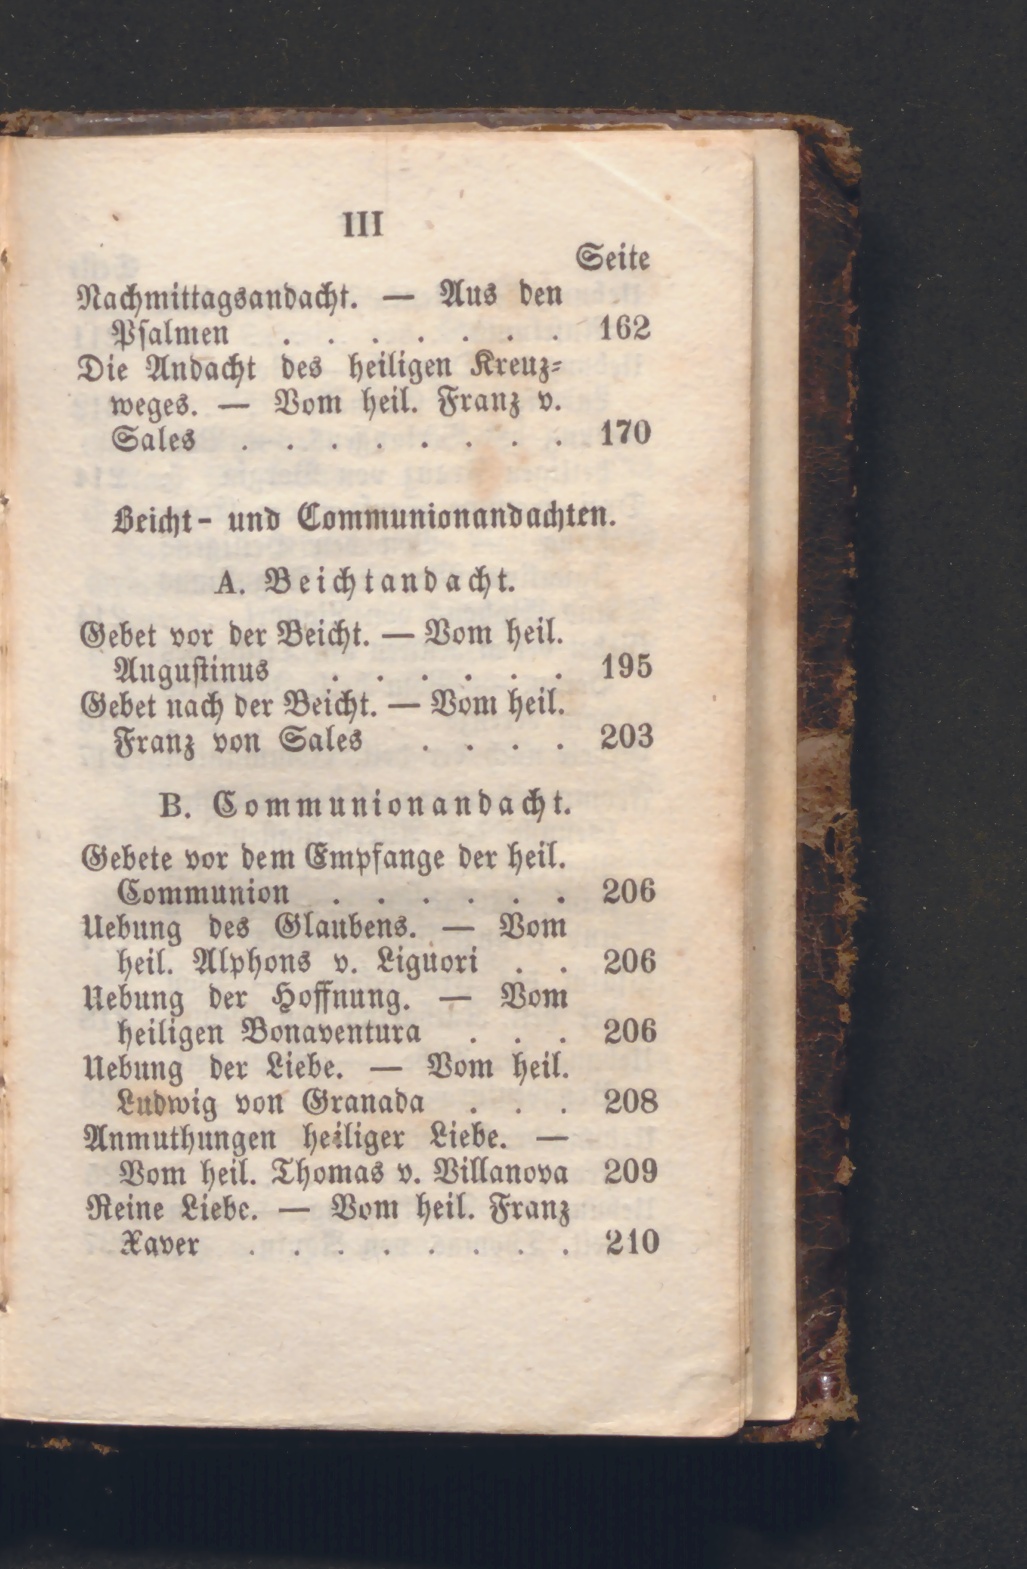 III
Seite
Nachmittagsandacht. — Aus den
Psalmen . . . . . . . 162
Die Andacht des heiligen Kreuz-
weges. — Vom heil. Franz v.
Sales . . . . . . . . 170
Beicht- und Communionandachten.
A. Beichtandacht.
Gebet vor der Beicht. — Vom heil.
Augustinus . . . . . . 195
Gebet nach der Beicht. — Vom heil.
Franz von Sales . . . . 203
B. Communionandacht.
Gebete vor dem Empfange der heil.
Communion . . . . . . 206
Uebung des Glaubens. — Vom
heil. Alphons v. Liguori . . 206
Uebung der Hoffnung. — Vom
heiligen Bonaventura . . . 206
Uebung der Liebe. — Vom heil.
Ludwig von Granada . . . 208
Anmuthungen heiliger Liebe. —
Vom heil. Thomas v. Villanova 209
Reine Liebe. — Vom heil. Franz
Xaver . . . . . . . . 210